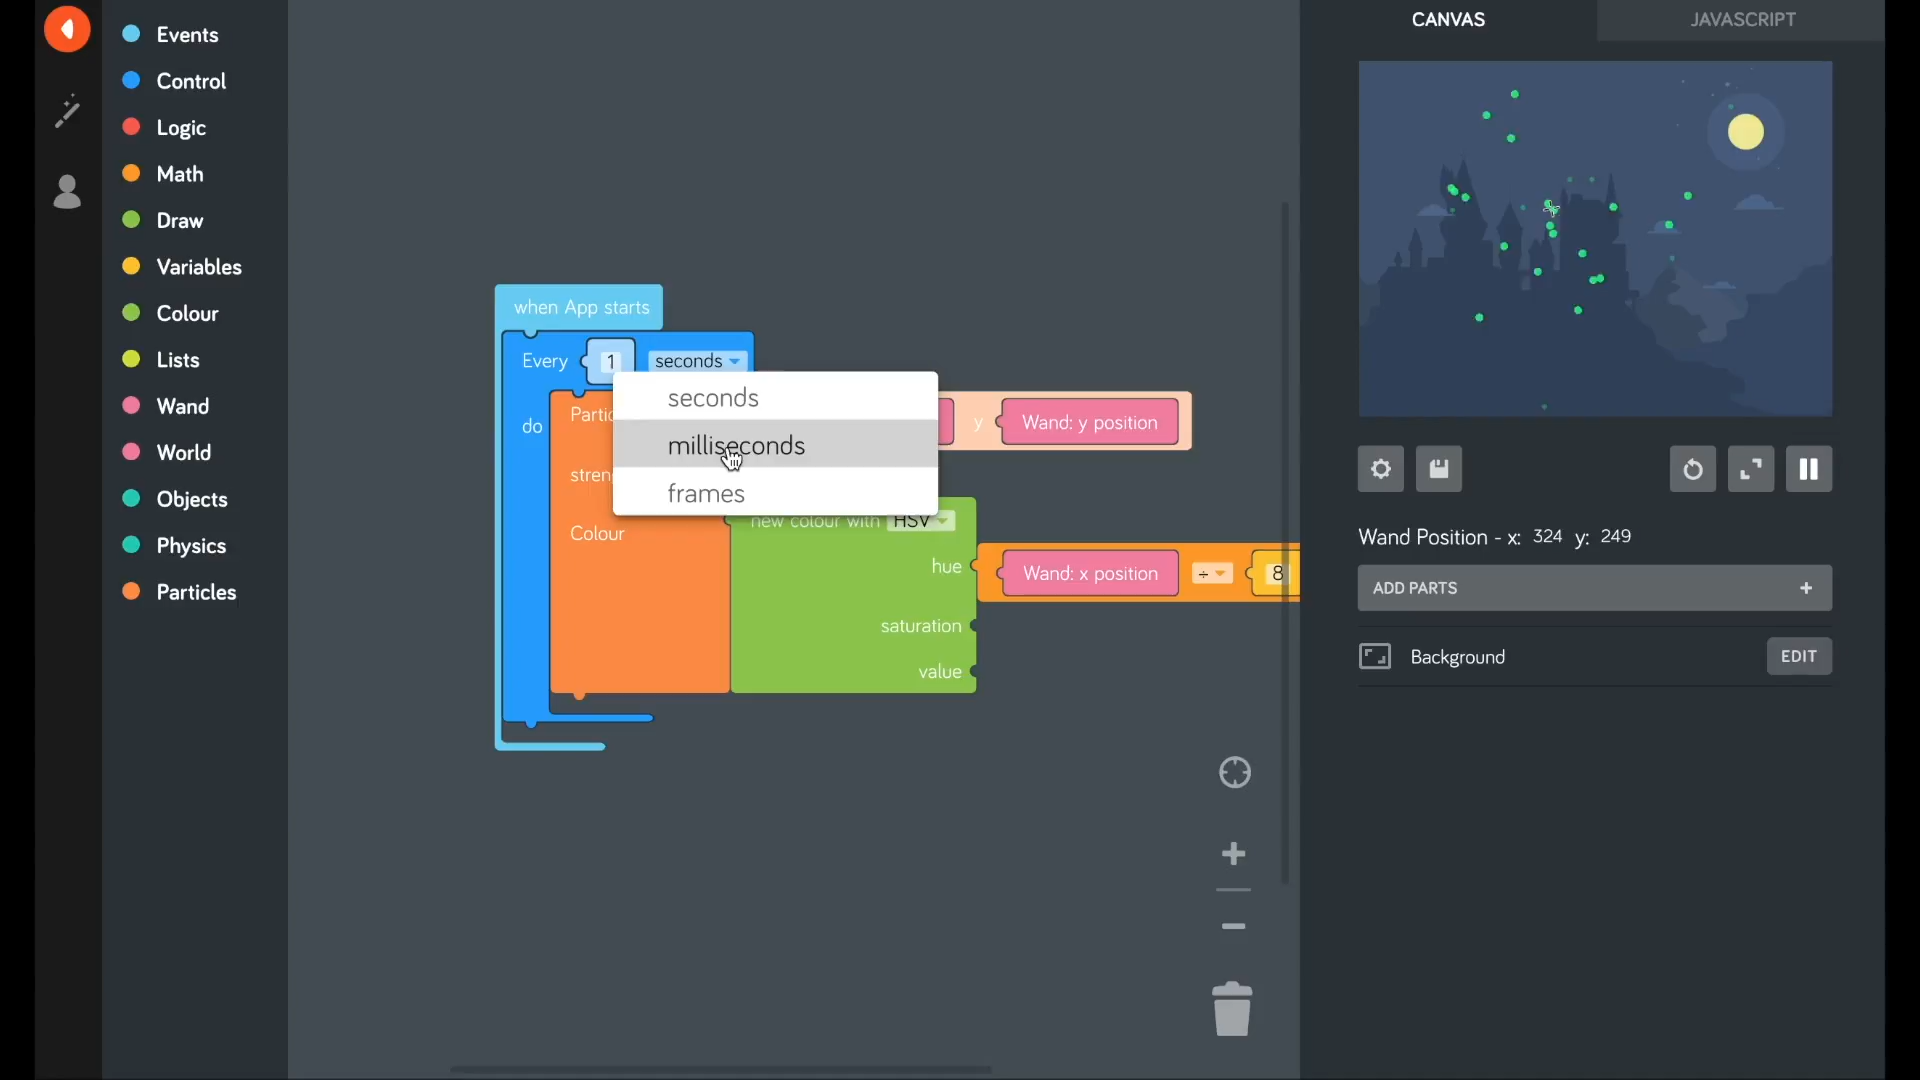 Events
Control
Logic
Math
Draw
Variables
Colour
Lists
Wand
World
Objects
Physics
Particles
when App starts
Every 1 seconds
seconds
milliseconds
frames
do
y Wand: y position
Colour
new colour with HSV
hue Wand: x position ÷ 8
saturation
value
CANVAS JAVASCRIPT
Wand Position - x: 324 y: 249
ADD PARTS +
Background EDIT